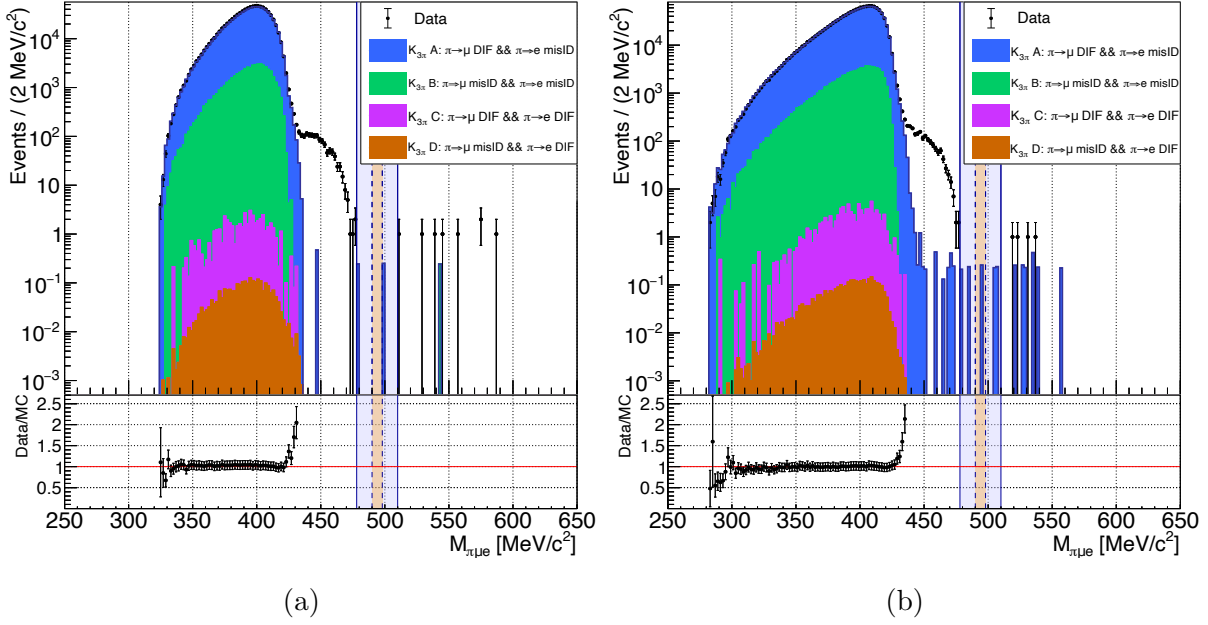 Events / (2 MeV/c²)
10⁴
10³
10²
10
1
10⁻¹
10⁻²
10⁻³
Data
K3π A: π→μ DIF && π⇒e misID
K3π B: π⇒μ misID && π⇒e misID
K3π C: π→μ DIF && π→e DIF
K3π D: π⇒μ misID && π→e DIF
Data/MC
2.5
2
1.5
1
0.5
250 300 350 400 450 500 550 600 650
Mπμe [MeV/c²]
(a)
Events / (2 MeV/c²)
10⁴
10³
10²
10
1
10⁻¹
10⁻²
10⁻³
Data
K3π A: π→μ DIF && π⇒e misID
K3π B: π⇒μ misID && π⇒e misID
K3π C: π→μ DIF && π→e DIF
K3π D: π⇒μ misID && π→e DIF
Data/MC
2.5
2
1.5
1
0.5
250 300 350 400 450 500 550 600 650
Mπμe [MeV/c²]
(b)